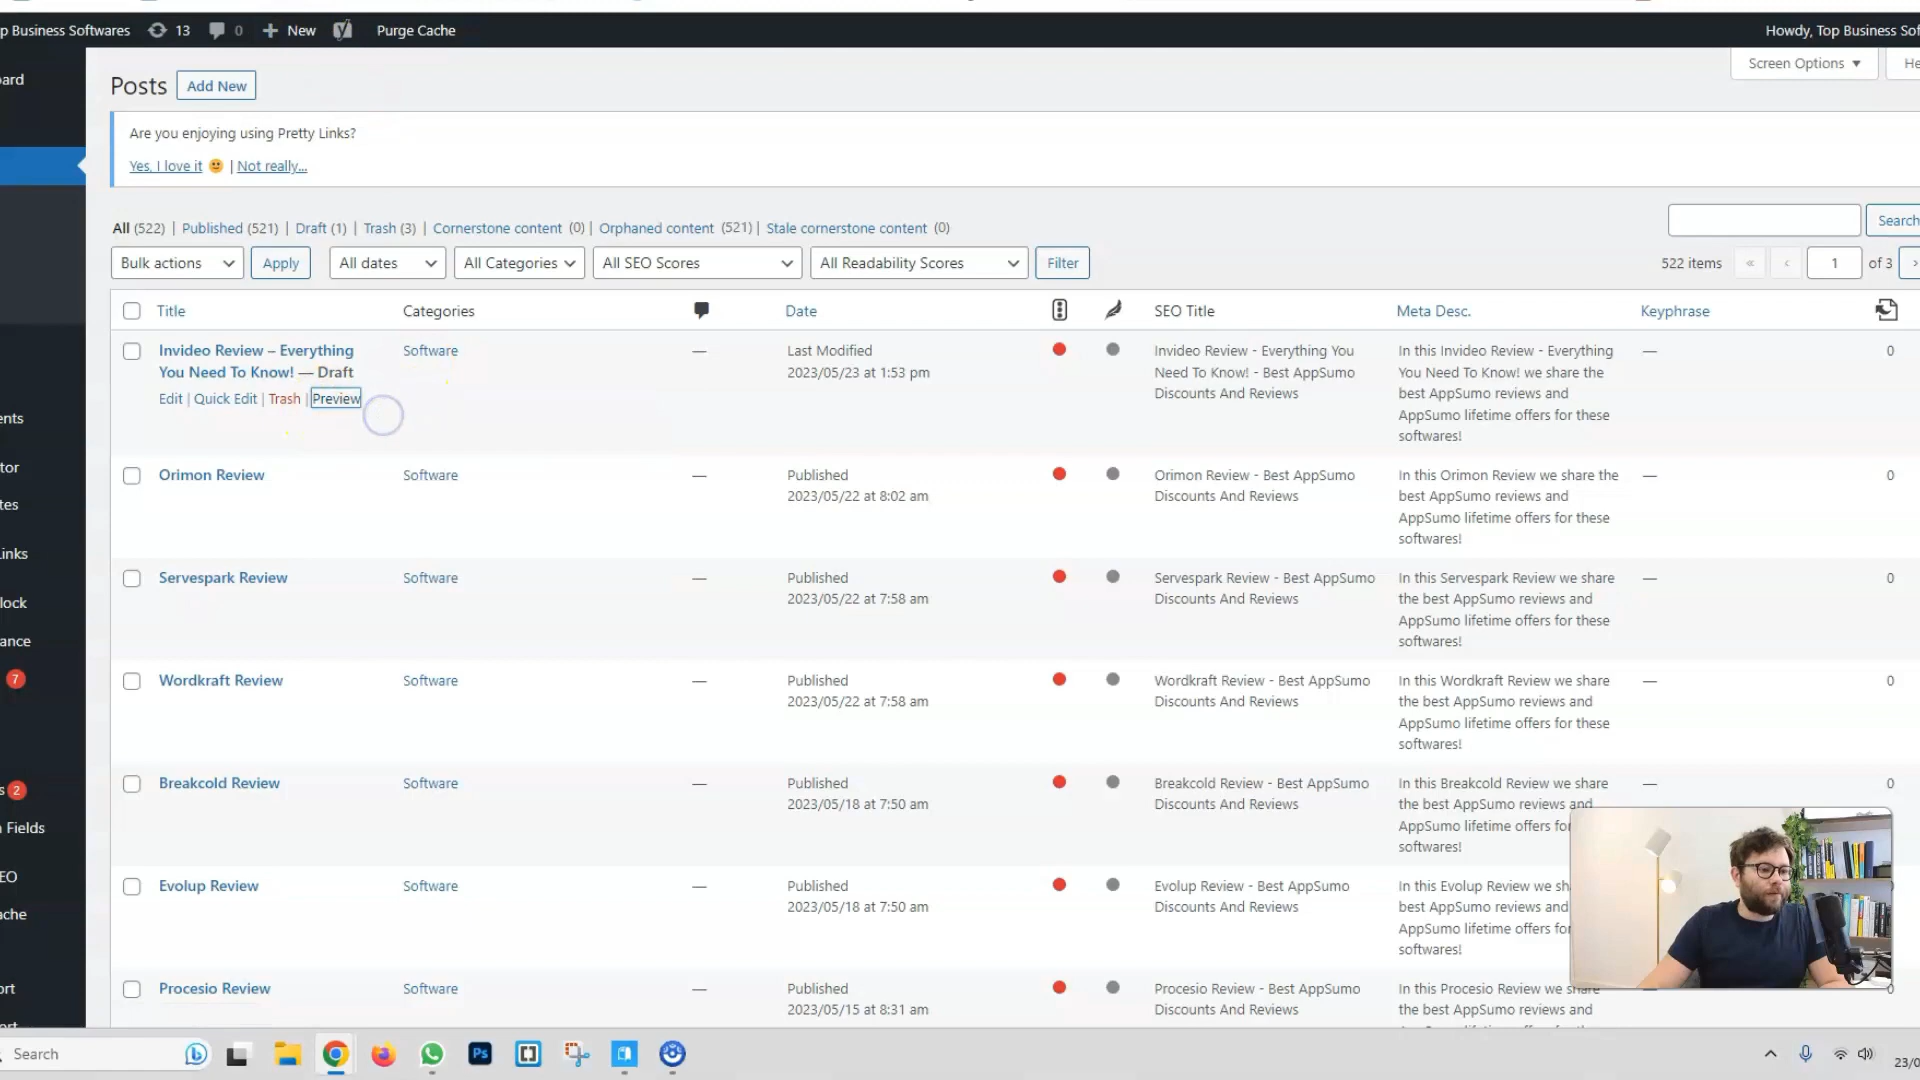 p Business Softwares 13 0 New Purge Cache Howdy, Top Business Sof
ard
Posts Add New
Screen Options ▼ He
Are you enjoying using Pretty Links?
Yes, I love it 🙂 | Not really...
All (522) | Published (521) | Draft (1) | Trash (3) | Cornerstone content (0) | Orphaned content (521) | Stale cornerstone content (0)
Search
Bulk actions Apply All dates All Categories All SEO Scores All Readability Scores Filter 522 items « ‹ 1 of 3 ›
Title Categories Date SEO Title Meta Desc. Keyphrase
Invideo Review – Everything
You Need To Know! — Draft
Edit | Quick Edit | Trash | Preview
Software
—
Last Modified
2023/05/23 at 1:53 pm
Invideo Review - Everything You
Need To Know! - Best AppSumo
Discounts And Reviews
In this Invideo Review - Everything
You Need To Know! we share the
best AppSumo reviews and
AppSumo lifetime offers for these
softwares!
—
0
Orimon Review
Software
—
Published
2023/05/22 at 8:02 am
Orimon Review - Best AppSumo
Discounts And Reviews
In this Orimon Review we share the
best AppSumo reviews and
AppSumo lifetime offers for these
softwares!
—
0
Servespark Review
Software
—
Published
2023/05/22 at 7:58 am
Servespark Review - Best AppSumo
Discounts And Reviews
In this Servespark Review we share
the best AppSumo reviews and
AppSumo lifetime offers for these
softwares!
—
0
Wordkraft Review
Software
—
Published
2023/05/22 at 7:58 am
Wordkraft Review - Best AppSumo
Discounts And Reviews
In this Wordkraft Review we share
the best AppSumo reviews and
AppSumo lifetime offers for these
softwares!
—
0
Breakcold Review
Software
—
Published
2023/05/18 at 7:50 am
Breakcold Review - Best AppSumo
Discounts And Reviews
In this Breakcold Review we share
the best AppSumo reviews and
AppSumo lifetime offers for
softwares!
—
0
Evolup Review
Software
—
Published
2023/05/18 at 7:50 am
Evolup Review - Best AppSumo
Discounts And Reviews
In this Evolup Review we sh
best AppSumo reviews and
AppSumo lifetime offers fo
softwares!
Procesio Review
Software
—
Published
2023/05/15 at 8:31 am
Procesio Review - Best AppSumo
Discounts And Reviews
In this Procesio Review we share
the best AppSumo reviews and
—
0
ents
tor
tes
inks
lock
ance
7
s 2
n Fields
EO
ache
ort
ort
Search Ps 23/0